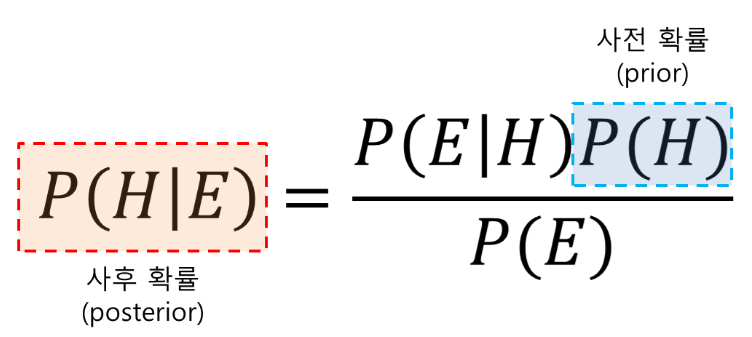 사전 확률
(prior)
P(H|E) = P(E|H)P(H)
P(E)
사후 확률
(posterior)